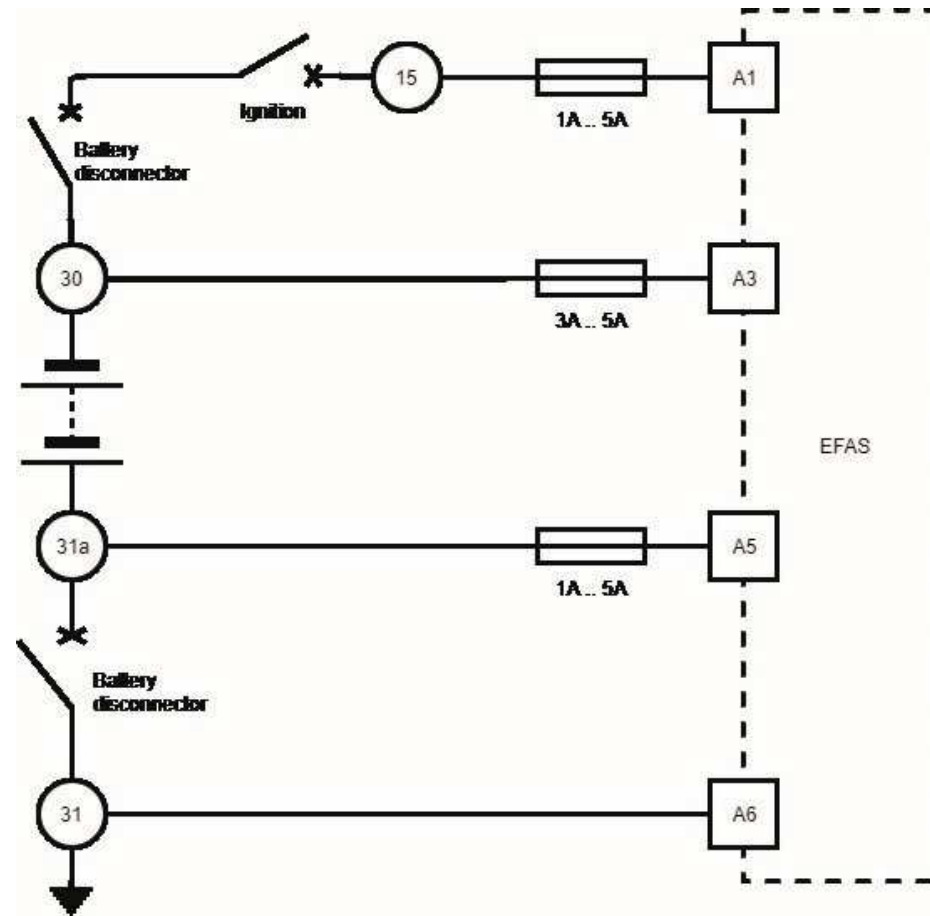 15
A1
Ignition
1A .. 5A
Battery
disconnector
30
A3
3A .. 5A
EFAS
31a
A5
1A .. 5A
Battery
disconnector
31
A6